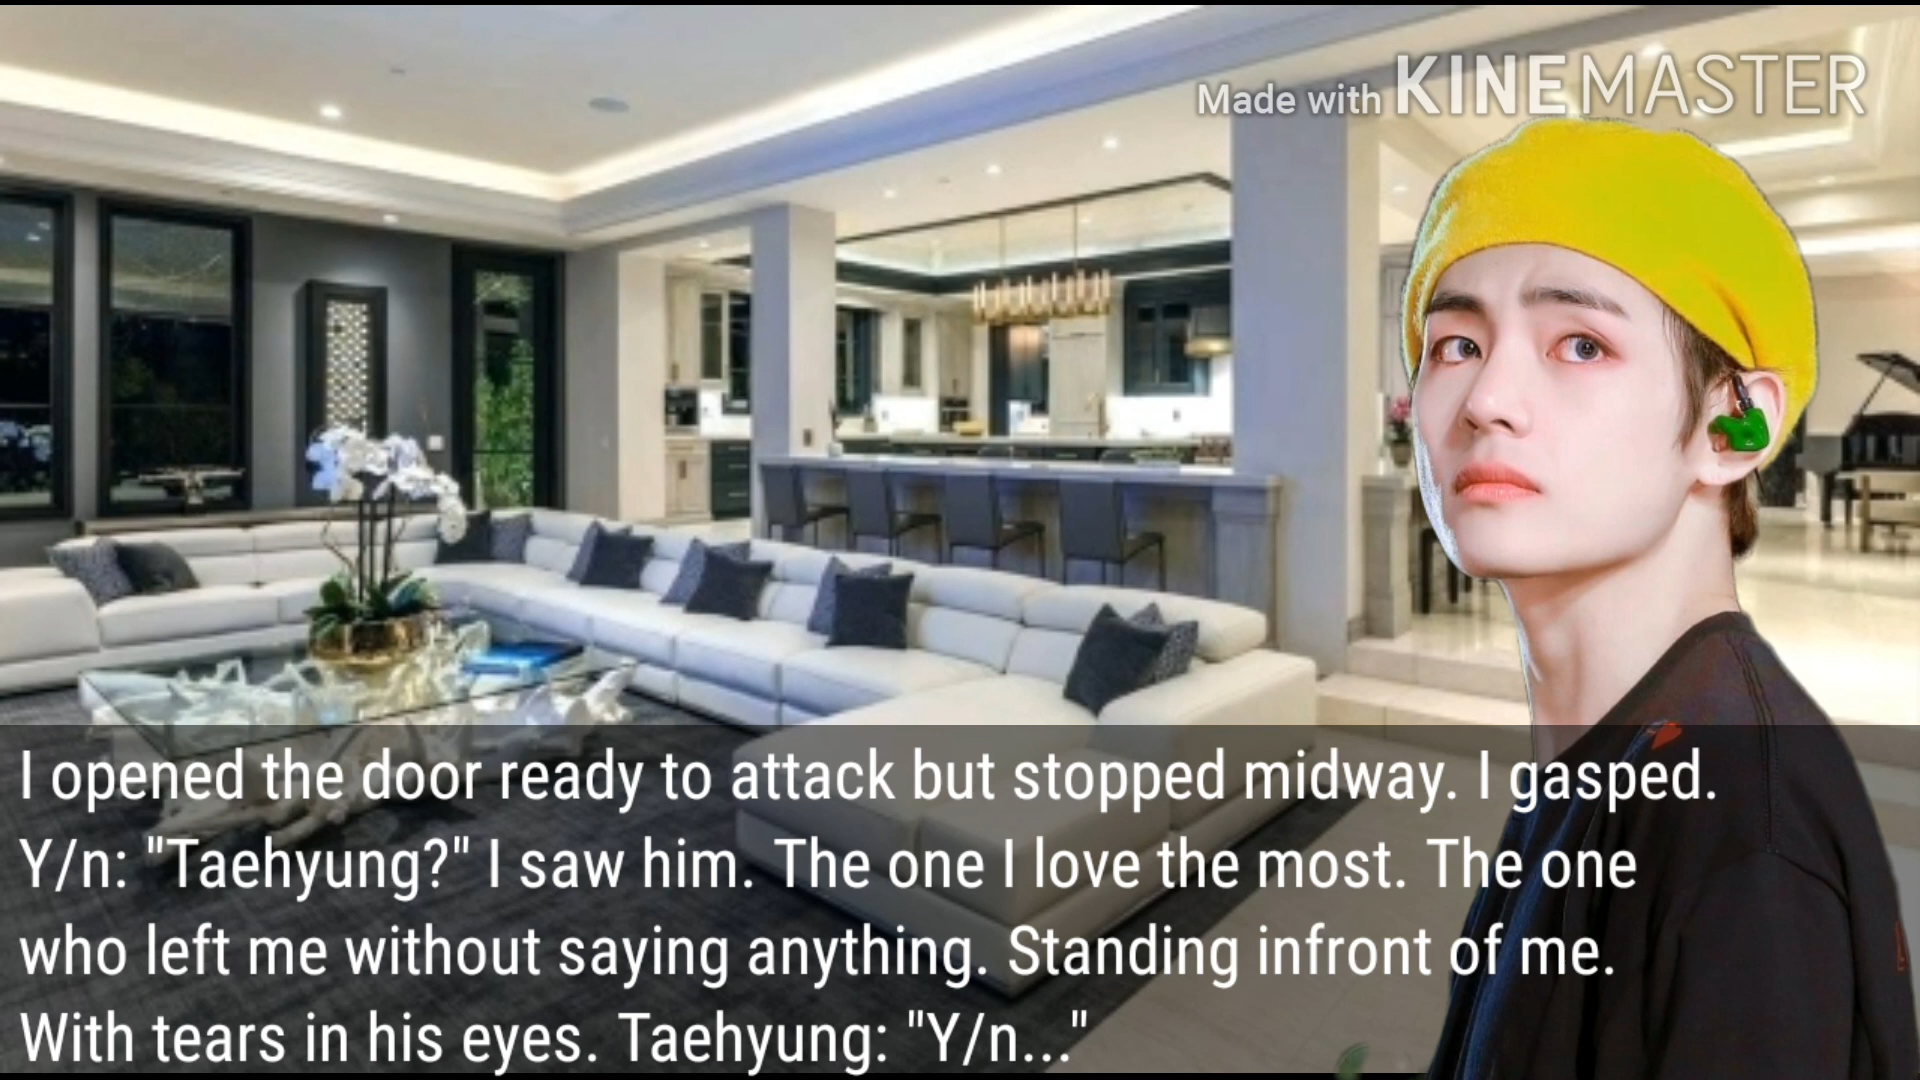 Made with KINEMASTER
I opened the door ready to attack but stopped midway. I gasped.
Y/n: "Taehyung?" I saw him. The one I love the most. The one
who left me without saying anything. Standing infront of me.
With tears in his eyes. Taehyung: "Y/n..."